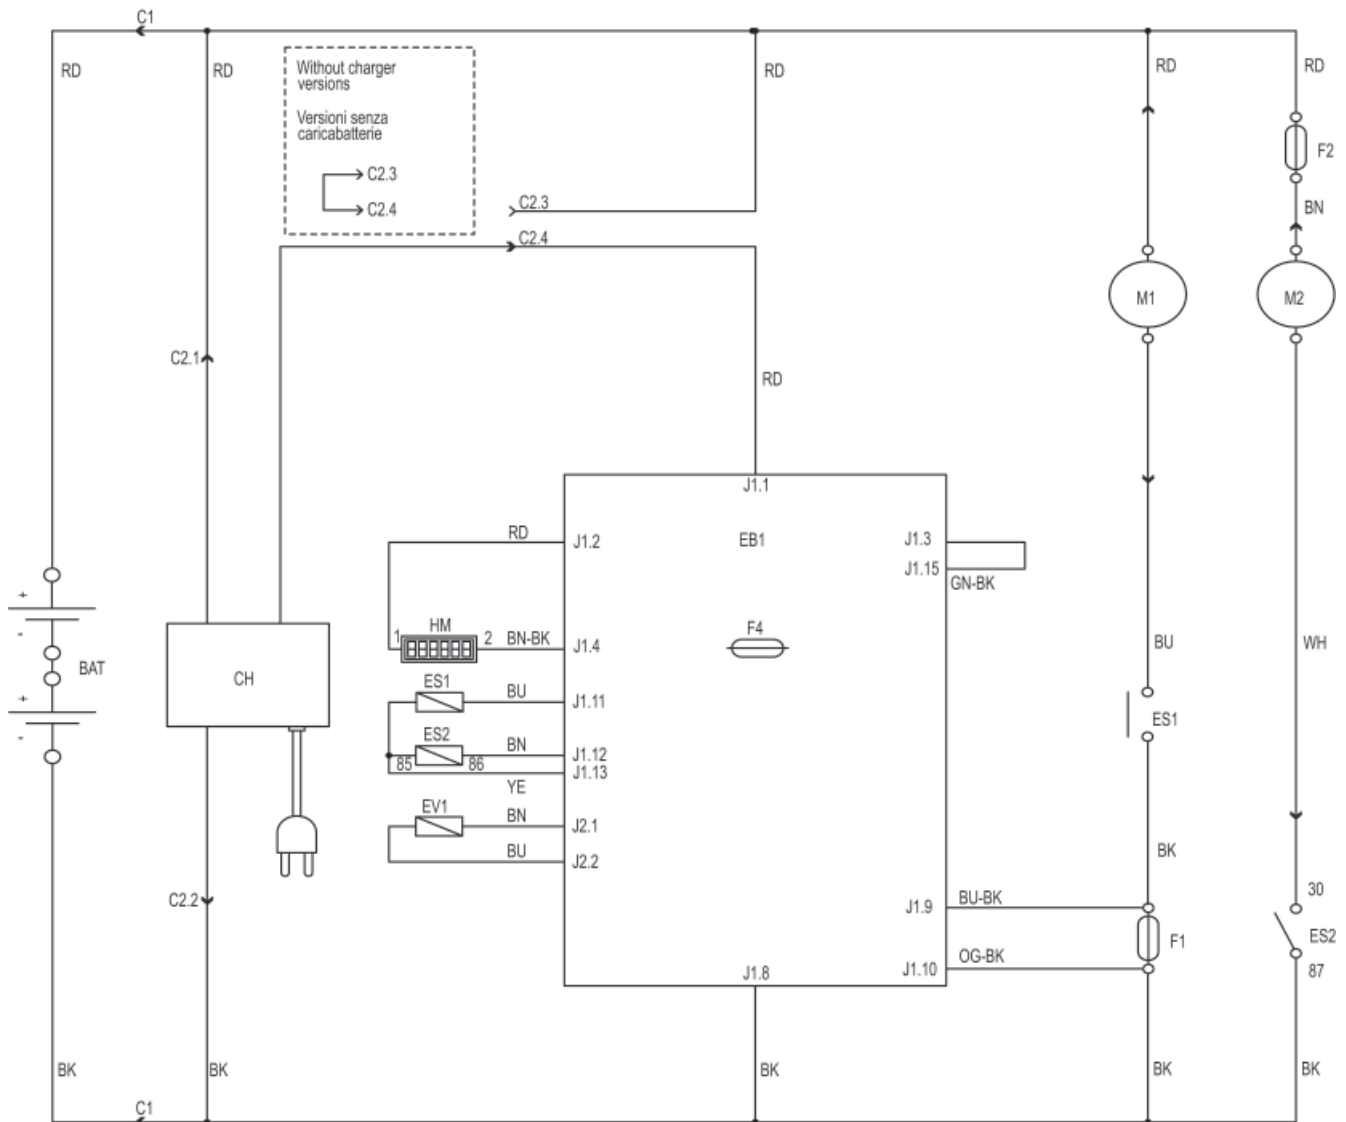 C1
RD
RD
Without charger
versions
Versioni senza
caricabatterie
C2.3
C2.4
RD
C2.3
C2.4
RD
RD
F2
BN
M1
M2
C2.1
RD
J1.1
EB1
RD
J1.2
J1.3
J1.15
GN-BK
F4
HM
1
2
BN-BK
J1.4
ES1
BU
J1.11
ES2
BN
J1.12
85
86
J1.13
YE
EV1
BN
J2.1
BU
J2.2
+
-
BAT
+
-
CH
BU
WH
ES1
BK
C2.2
J1.9
BU-BK
F1
J1.10
OG-BK
J1.8
30
ES2
87
BK
BK
BK
BK
BK
C1